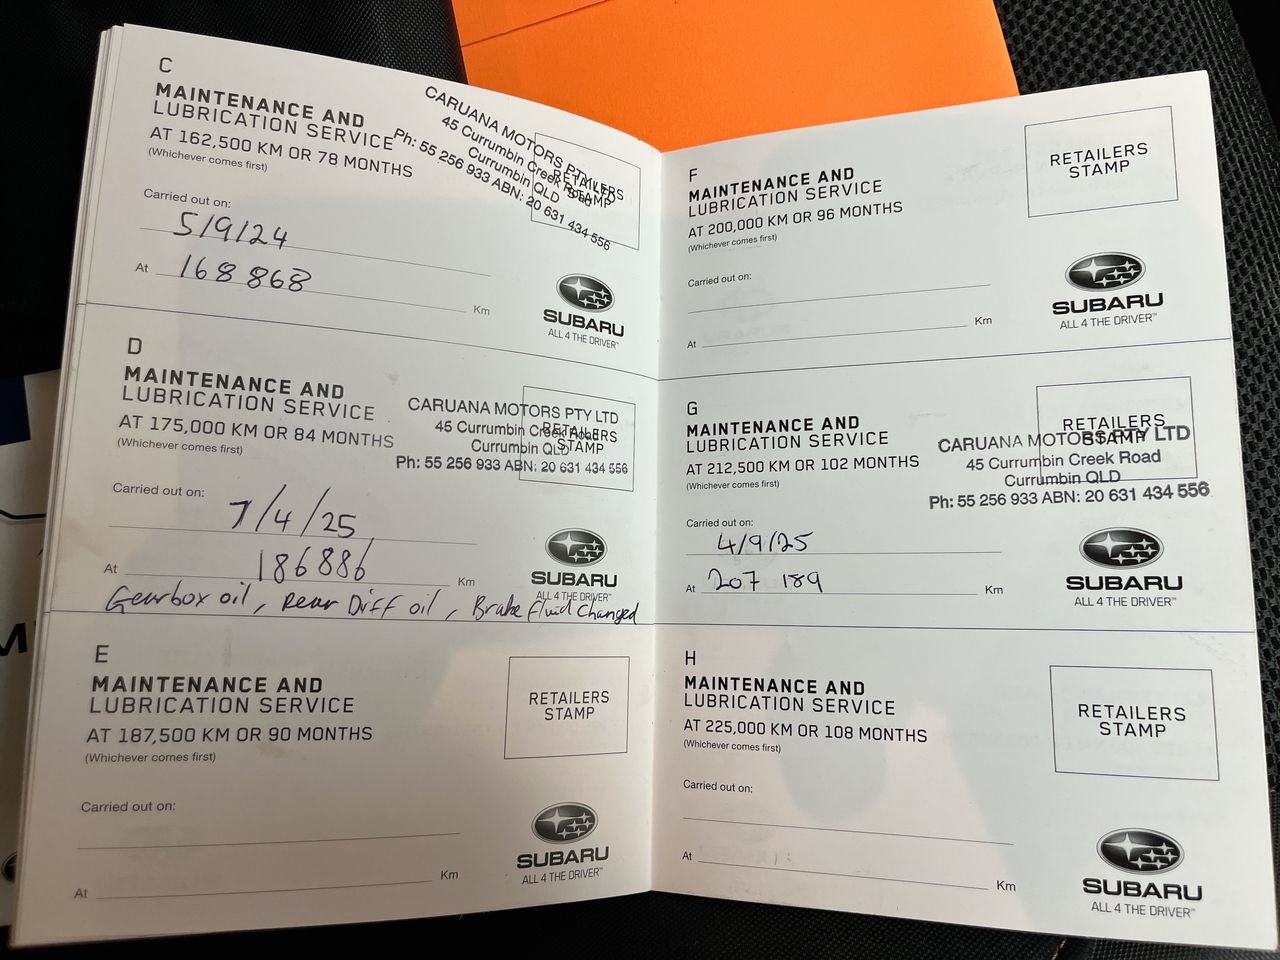 C
MAINTENANCE AND
LUBRICATION SERVICE
AT 162,500 KM OR 78 MONTHS
(Whichever comes first)
CARUANA MOTORS PTY LTD
45 Currumbin Creek Road
Currumbin QLD
Ph: 55 256 933 ABN: 20 631 434 556
RETAILERS
STAMP
Carried out on:
5/9/24
At 168868 Km
SUBARU
ALL 4 THE DRIVER™
D
MAINTENANCE AND
LUBRICATION SERVICE
AT 175,000 KM OR 84 MONTHS
(Whichever comes first)
CARUANA MOTORS PTY LTD
45 Currumbin Creek Road
Currumbin QLD
Ph: 55 256 933 ABN: 20 631 434 556
RETAILERS
STAMP
Carried out on:
7/4/25
At 186886 Km
SUBARU
ALL 4 THE DRIVER™
Gearbox oil, Rear Diff oil, Brake fluid changed
E
MAINTENANCE AND
LUBRICATION SERVICE
AT 187,500 KM OR 90 MONTHS
(Whichever comes first)
RETAILERS
STAMP
Carried out on:
At Km
SUBARU
ALL 4 THE DRIVER™
F
MAINTENANCE AND
LUBRICATION SERVICE
AT 200,000 KM OR 96 MONTHS
(Whichever comes first)
RETAILERS
STAMP
Carried out on:
At Km
SUBARU
ALL 4 THE DRIVER™
G
MAINTENANCE AND
LUBRICATION SERVICE
AT 212,500 KM OR 102 MONTHS
(Whichever comes first)
RETAILERS
STAMP
CARUANA MOTORS PTY LTD
45 Currumbin Creek Road
Currumbin QLD
Ph: 55 256 933 ABN: 20 631 434 556
Carried out on:
4/9/25
At 207 189 Km
SUBARU
ALL 4 THE DRIVER™
H
MAINTENANCE AND
LUBRICATION SERVICE
AT 225,000 KM OR 108 MONTHS
(Whichever comes first)
RETAILERS
STAMP
Carried out on:
At Km
SUBARU
ALL 4 THE DRIVER™